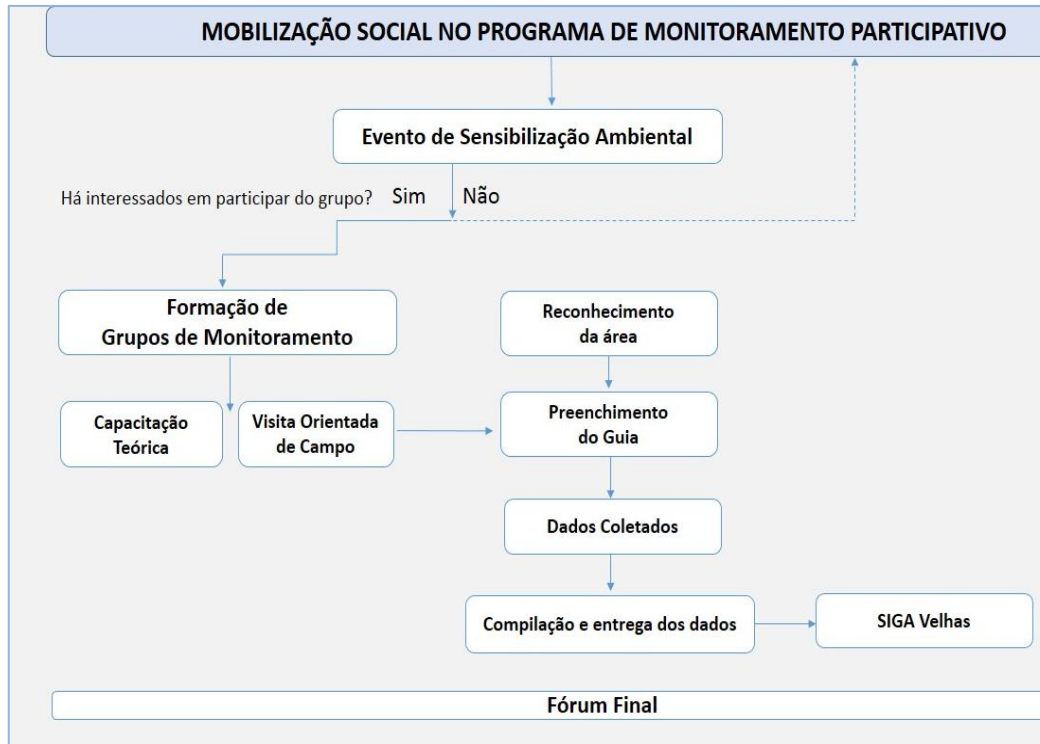 MOBILIZAÇÃO SOCIAL NO PROGRAMA DE MONITORAMENTO PARTICIPATIVO
Evento de Sensibilização Ambiental
Há interessados em participar do grupo? Sim Não
Formação de
Grupos de Monitoramento
Reconhecimento
da área
Capacitação
Teórica
Visita Orientada
de Campo
Preenchimento
do Guia
Dados Coletados
Compilação e entrega dos dados
SIGA Velhas
Fórum Final